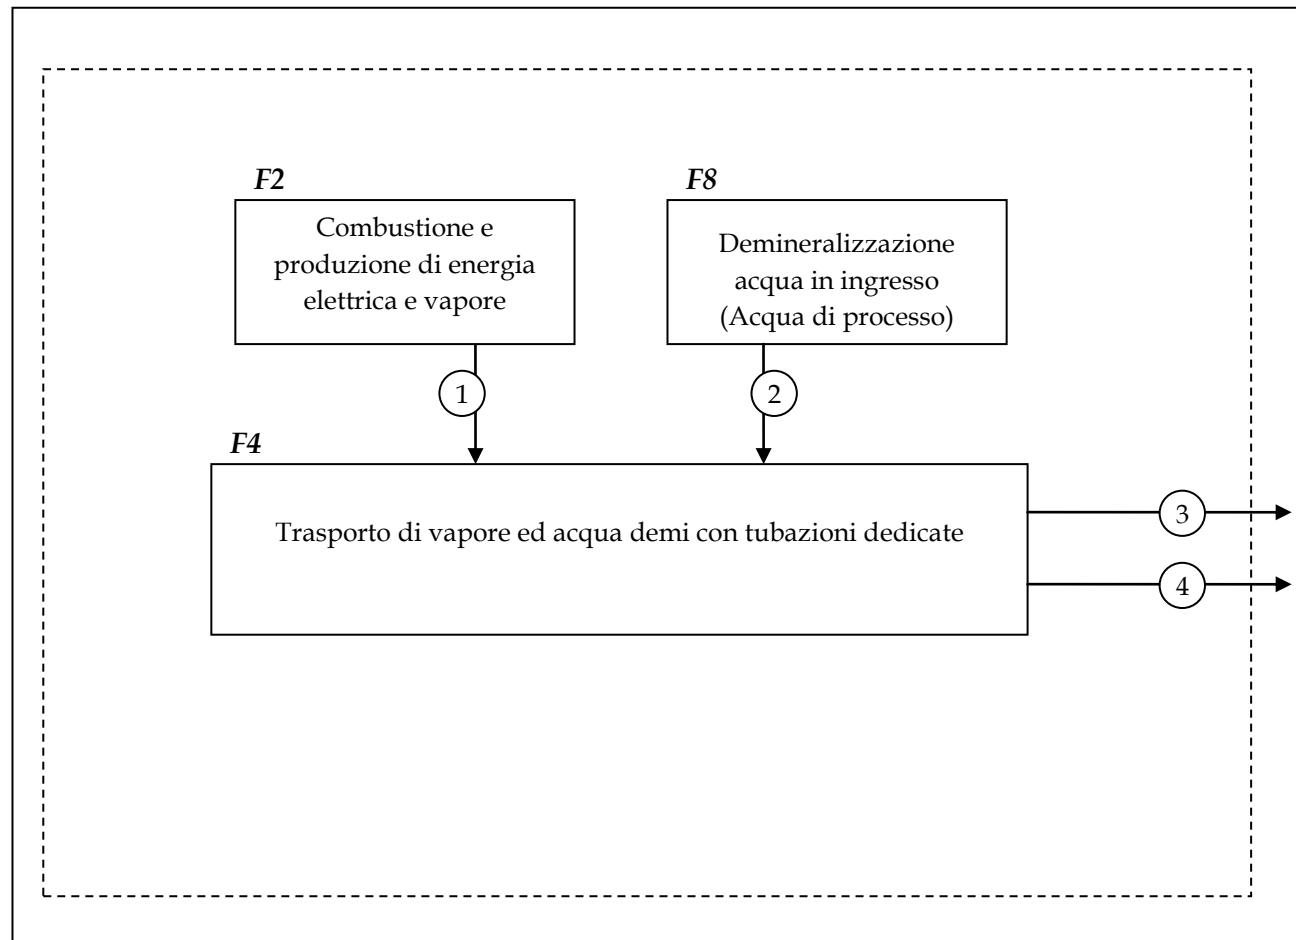 F2
Combustione e
produzione di energia
elettrica e vapore
F8
Demineralizzazione
acqua in ingresso
(Acqua di processo)
1
2
F4
Trasporto di vapore ed acqua demi con tubazioni dedicate
3
4